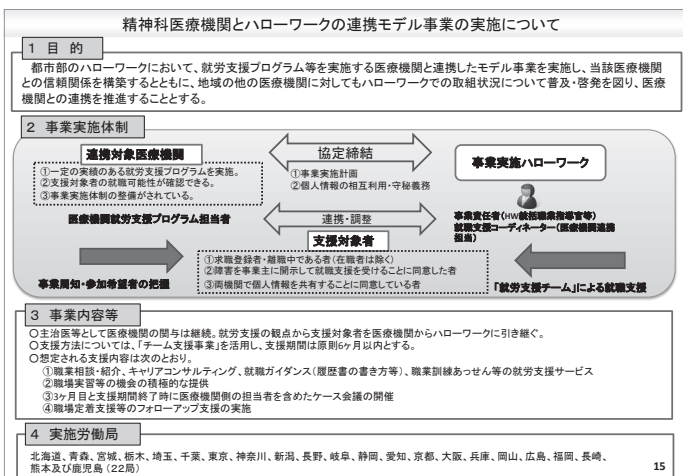 精神科医療機関とハローワークの連携モデル事業の実施について
1 目 的
都市部のハローワークにおいて、就労支援プログラム等を実施する医療機関と連携したモデル事業を実施し、当該医療機関
との信頼関係を構築するとともに、地域の他の医療機関に対してもハローワークでの取組状況について普及・啓発を図り、医療
機関との連携を推進することとする。
2 事業実施体制
連携対象医療機関
①一定の実績のある就労支援プログラムを実施。
②支援対象者の就職可能性が確認できる。
③事業実施体制の整備がされている。
協定締結
①事業実施計画
②個人情報の相互利用・守秘義務
事業実施ハローワーク
医療機関就労支援プログラム担当者
連携・調整
事業責任者(HW統括職業指導官等)
就職支援コーディネーター(医療機関連携
担当)
支援対象者
①求職登録者・離職中である者(在職者は除く)
②障害を事業主に開示して就職支援を受けることに同意した者
③両機関で個人情報を共有することに同意している者
事業周知・参加希望者の把握
「就労支援チーム」による就職支援
3 事業内容等
○主治医等として医療機関の関与は継続。就労支援の観点から支援対象者を医療機関からハローワークに引き継ぐ。
○支援方法については、「チーム支援事業」を活用し、支援期間は原則6ヶ月以内とする。
○想定される支援内容は次のとおり。
①職業相談・紹介、キャリアコンサルティング、就職ガイダンス(履歴書の書き方等)、職業訓練あっせん等の就労支援サービス
②職場実習等の機会の積極的な提供
③3ヶ月目と支援期間終了時に医療機関側の担当者を含めたケース会議の開催
④職場定着支援等のフォローアップ支援の実施
4 実施労働局
北海道、青森、宮城、栃木、埼玉、千葉、東京、神奈川、新潟、長野、岐阜、静岡、愛知、京都、大阪、兵庫、岡山、広島、福岡、長崎、
熊本及び鹿児島(22局)
15